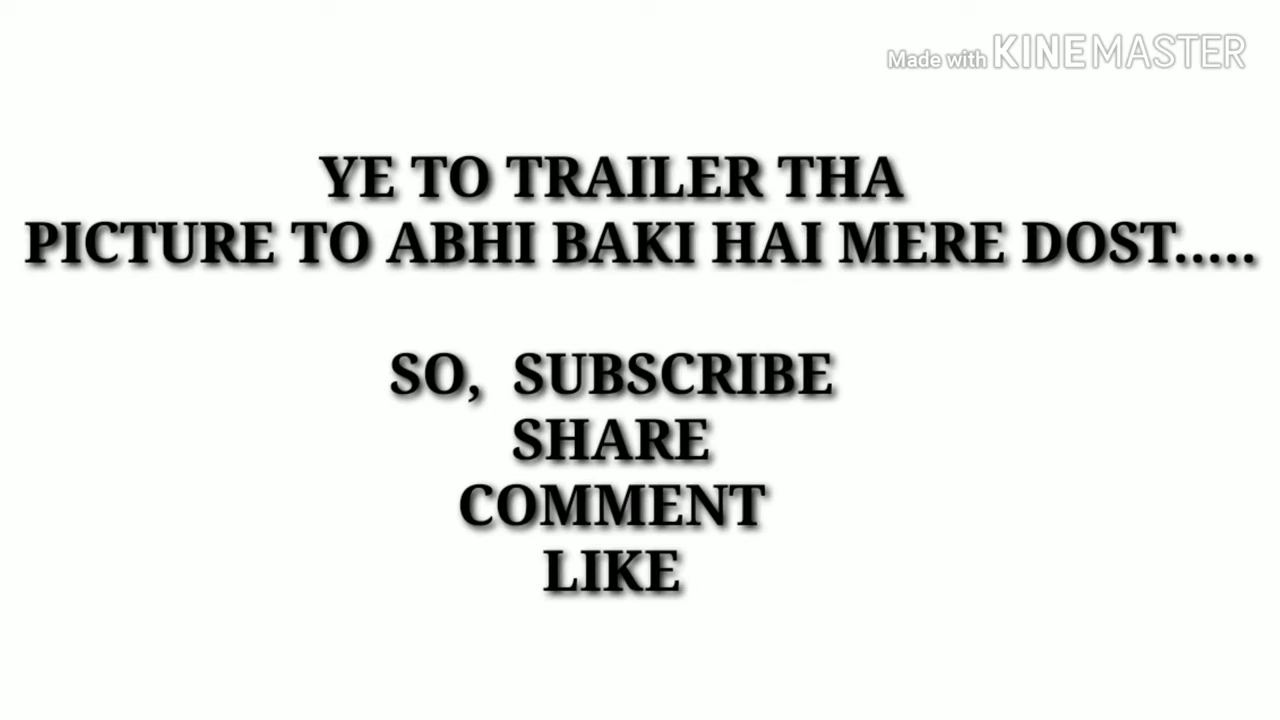 Made with KINEMASTER
YE TO TRAILER THA
PICTURE TO ABHI BAKI HAI MERE DOST.....
SO, SUBSCRIBE
SHARE
COMMENT
LIKE